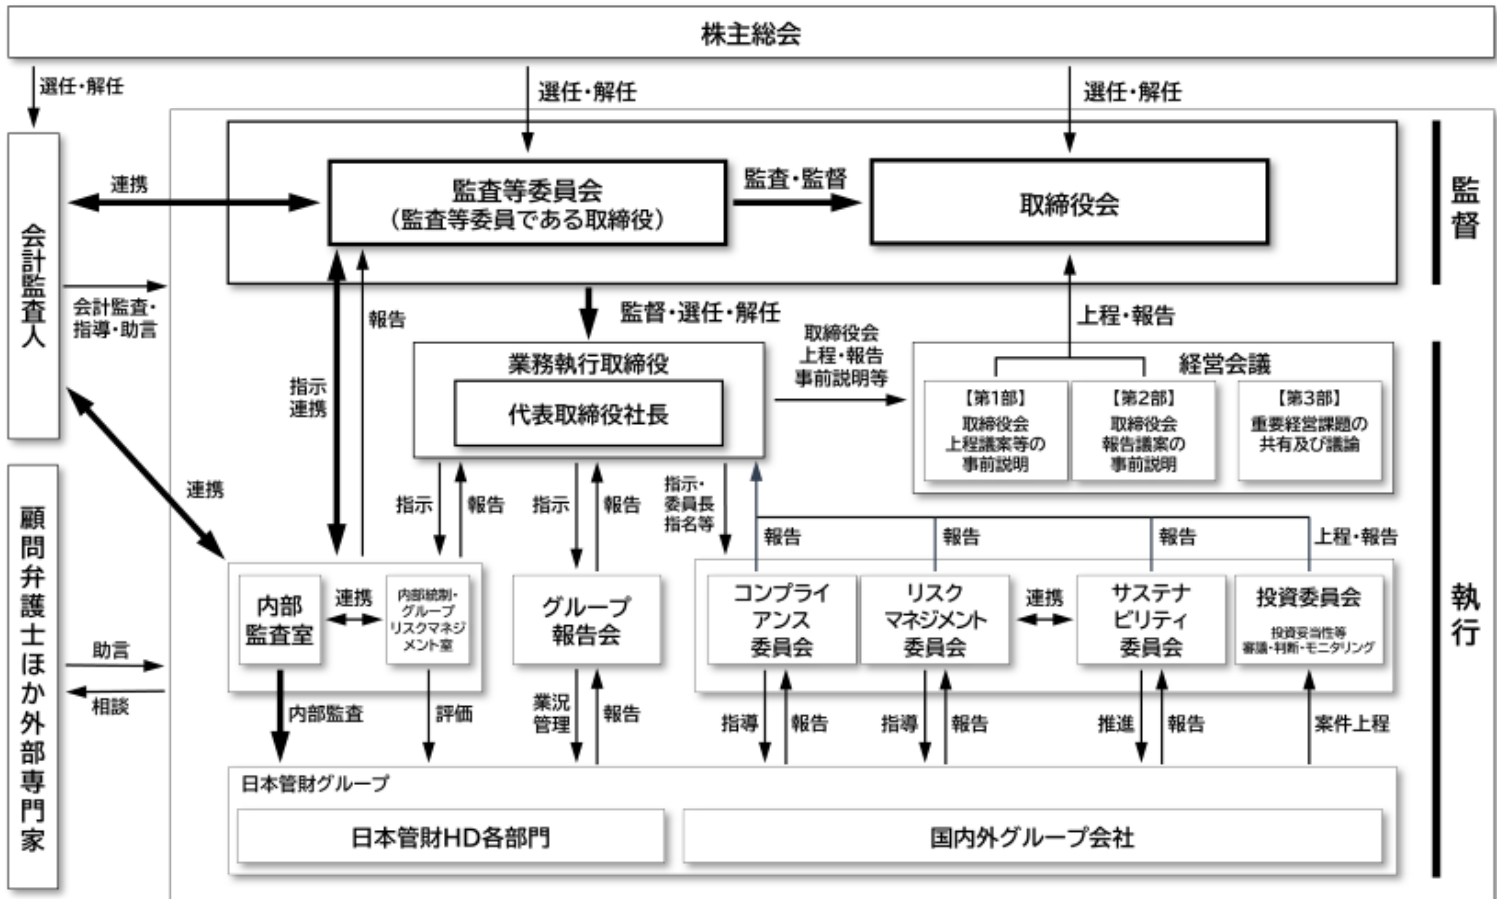 株主総会
選任・解任
選任・解任
選任・解任
会計監査人
連携
監査等委員会
（監査等委員である取締役）
監査・監督
取締役会
監督
会計監査・
指導・助言
報告
監督・選任・解任
上程・報告
指示
連携
業務執行取締役
代表取締役社長
取締役会
上程・報告
事前説明等
経営会議
【第1部】
取締役会
上程議案等の
事前説明
【第2部】
取締役会
報告議案の
事前説明
【第3部】
重要経営課題の
共有及び議論
連携
指示
報告
指示
報告
指示・
委員長
指名等
報告
報告
報告
上程・報告
執行
顧問弁護士ほか外部専門家
助言
相談
内部
監査室
連携
内部統制・
グループ
リスクマネジ
メント室
グループ
報告会
コンプライ
アンス
委員会
リスク
マネジメント
委員会
連携
サステナ
ビリティ
委員会
投資委員会
投資妥当性等
審議・判断・モニタリング
内部監査
評価
業況
管理
報告
指導
報告
指導
報告
推進
報告
案件上程
日本管財グループ
日本管財HD各部門
国内外グループ会社